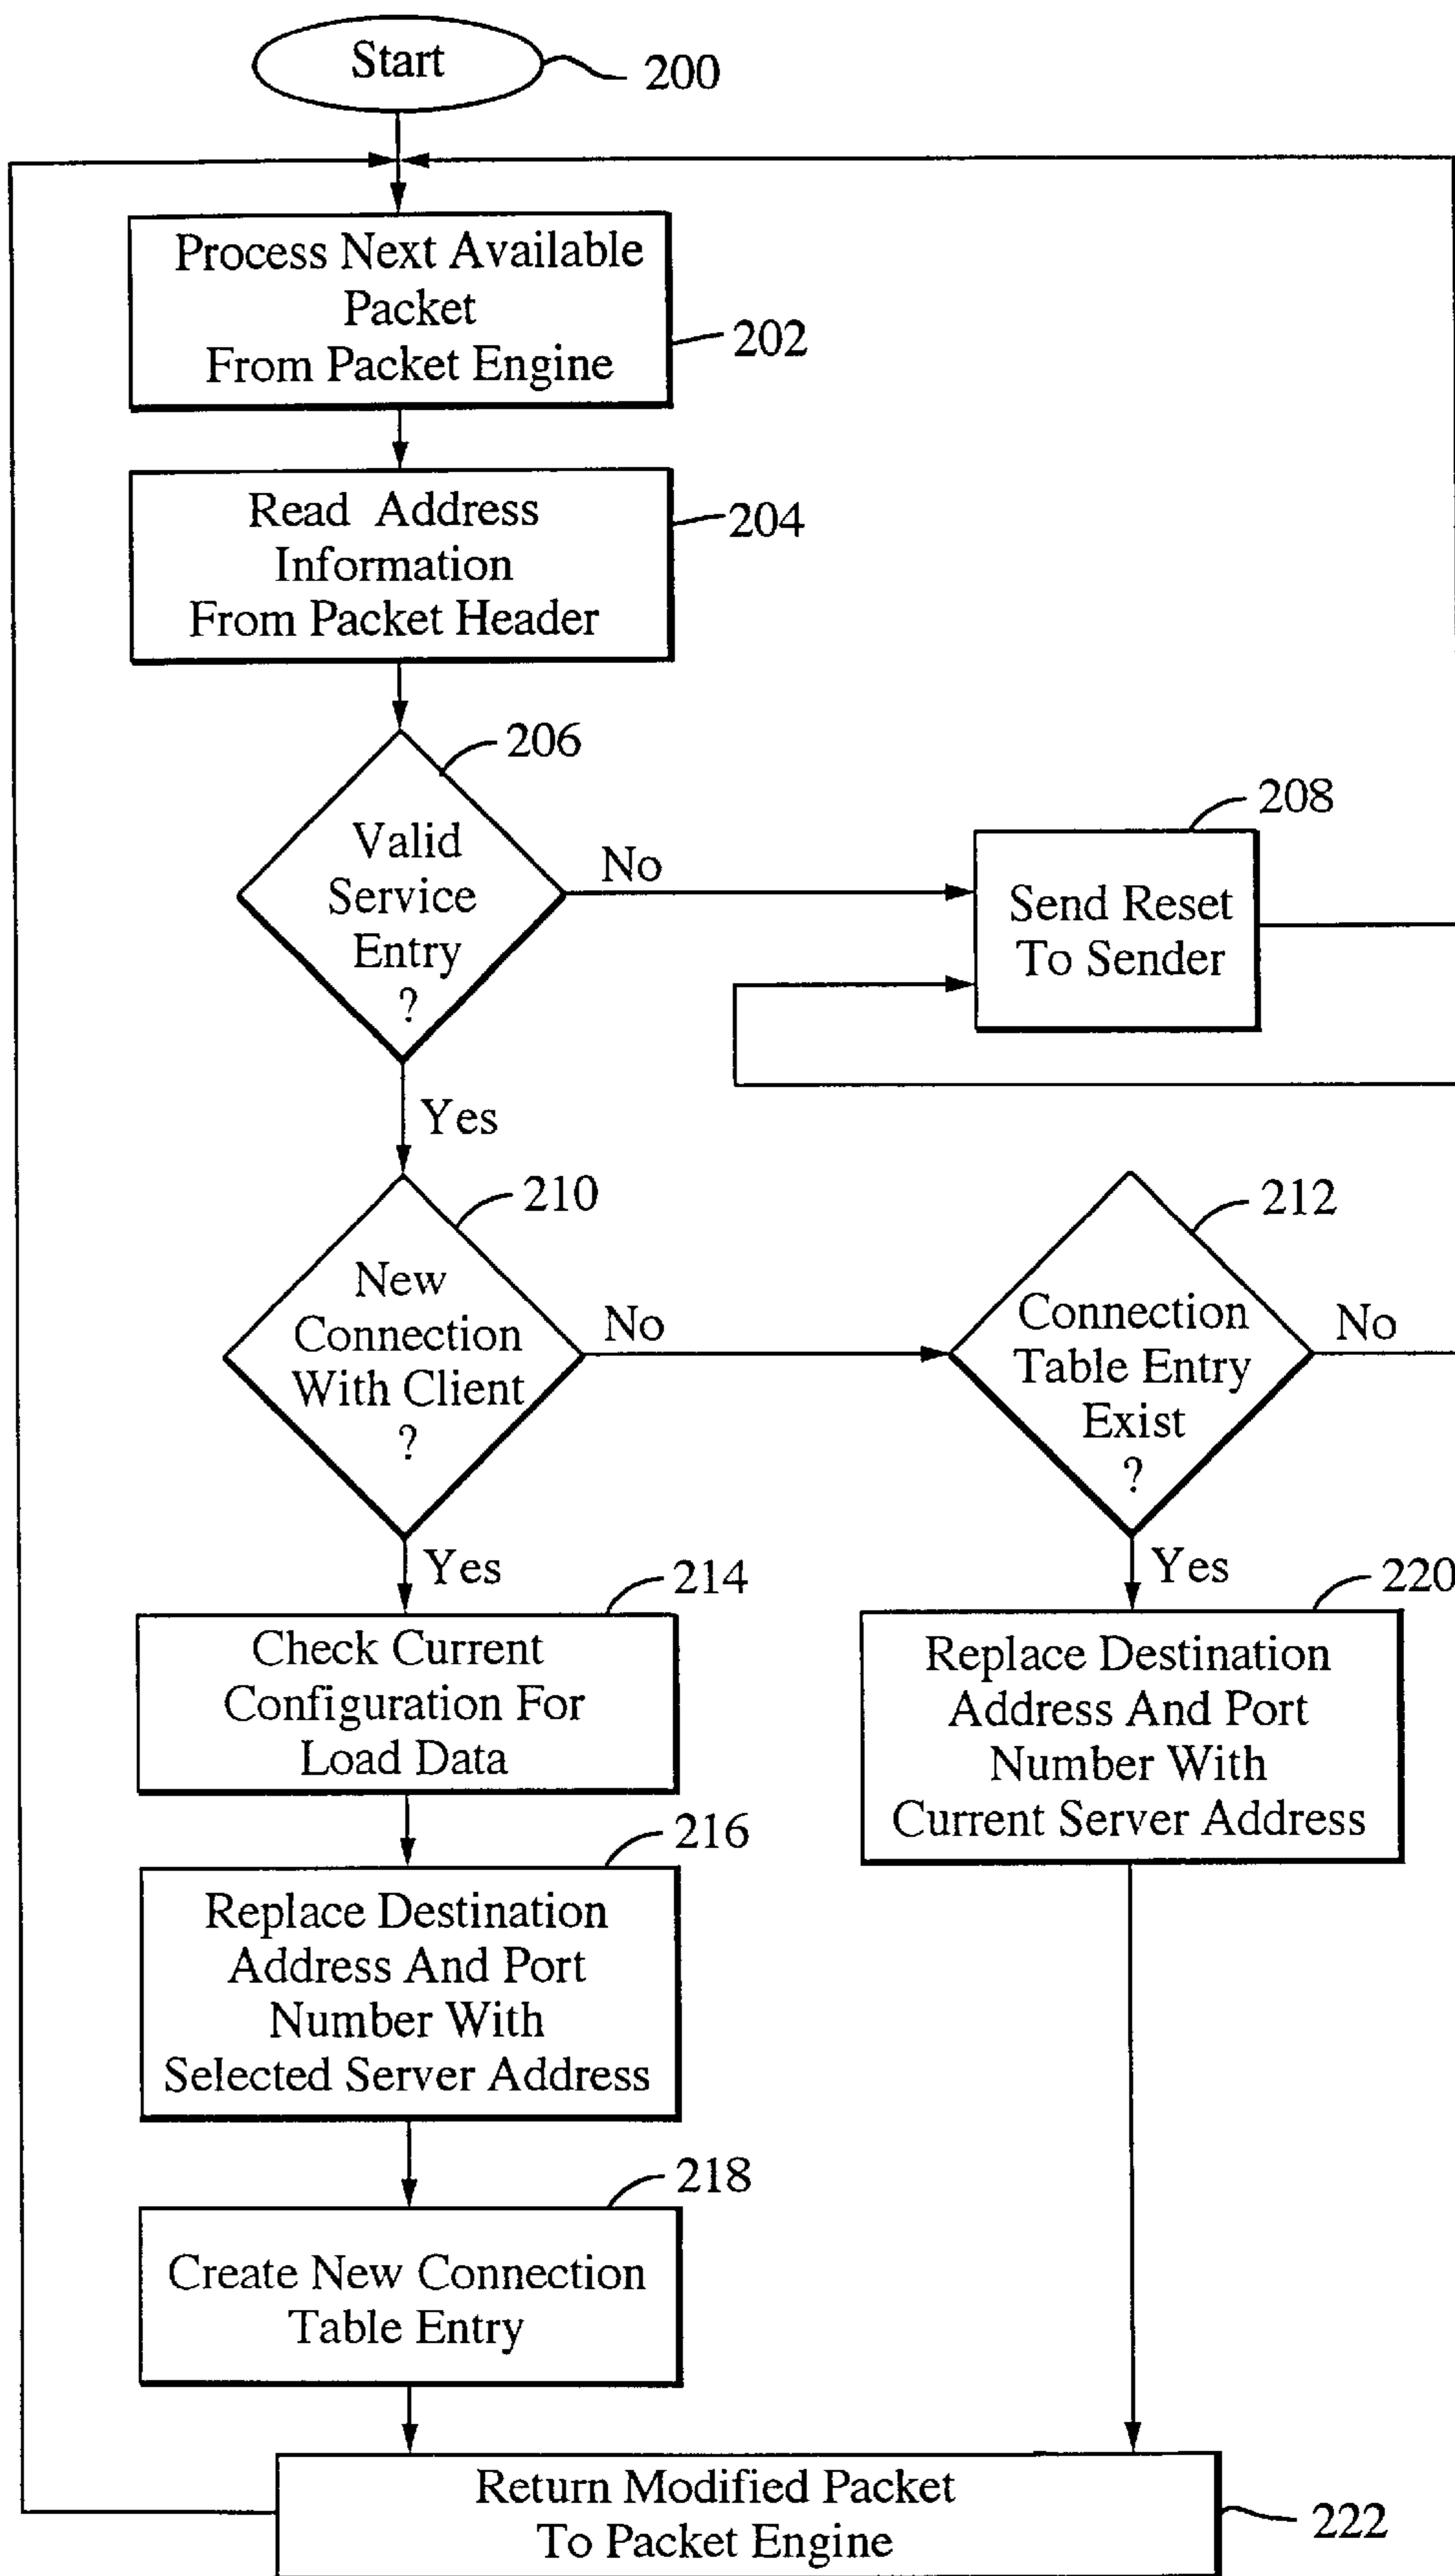 Start
200
Process Next Available
Packet
From Packet Engine
202
Read Address
Information
From Packet Header
204
206
Valid
Service
Entry
?
No
208
Send Reset
To Sender
Yes
210
New
Connection
With Client
?
No
212
Connection
Table Entry
Exist
?
No
Yes
214
Check Current
Configuration For
Load Data
Yes
220
Replace Destination
Address And Port
Number With
Current Server Address
216
Replace Destination
Address And Port
Number With
Selected Server Address
218
Create New Connection
Table Entry
Return Modified Packet
To Packet Engine
222